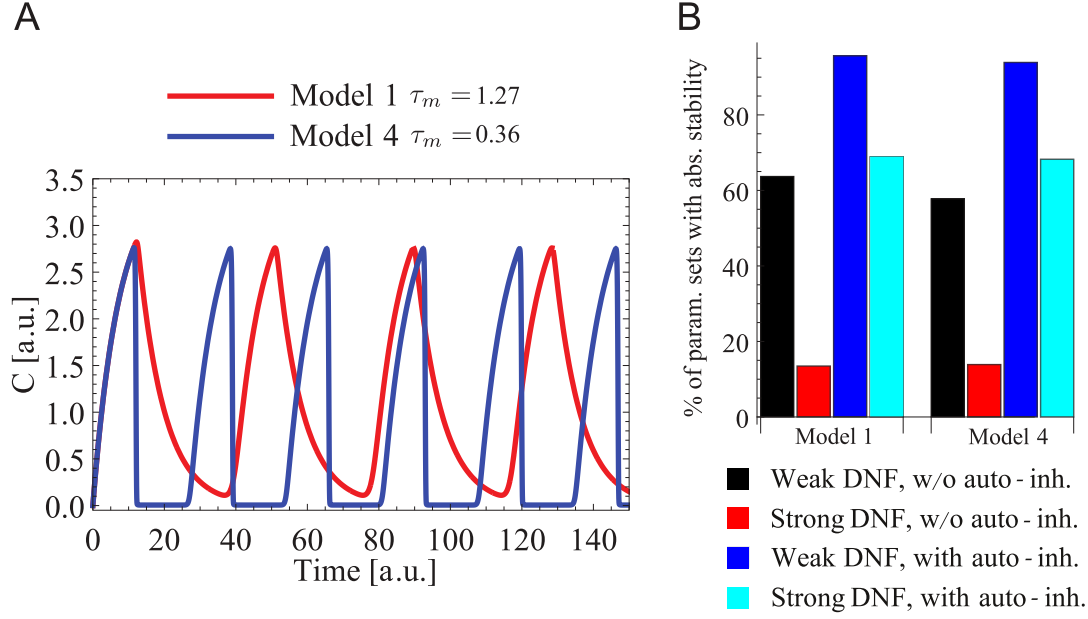 A
Model 1 τm = 1.27
Model 4 τm = 0.36
3.5
3.0
2.5
2.0
1.5
1.0
0.5
0.0
C [a.u.]
0 20 40 60 80 100 120 140
Time [a.u.]
B
% of param. sets with abs. stability
80
60
40
20
0
Model 1 Model 4
Weak DNF, w/o auto-inh.
Strong DNF, w/o auto-inh.
Weak DNF, with auto-inh.
Strong DNF, with auto-inh.